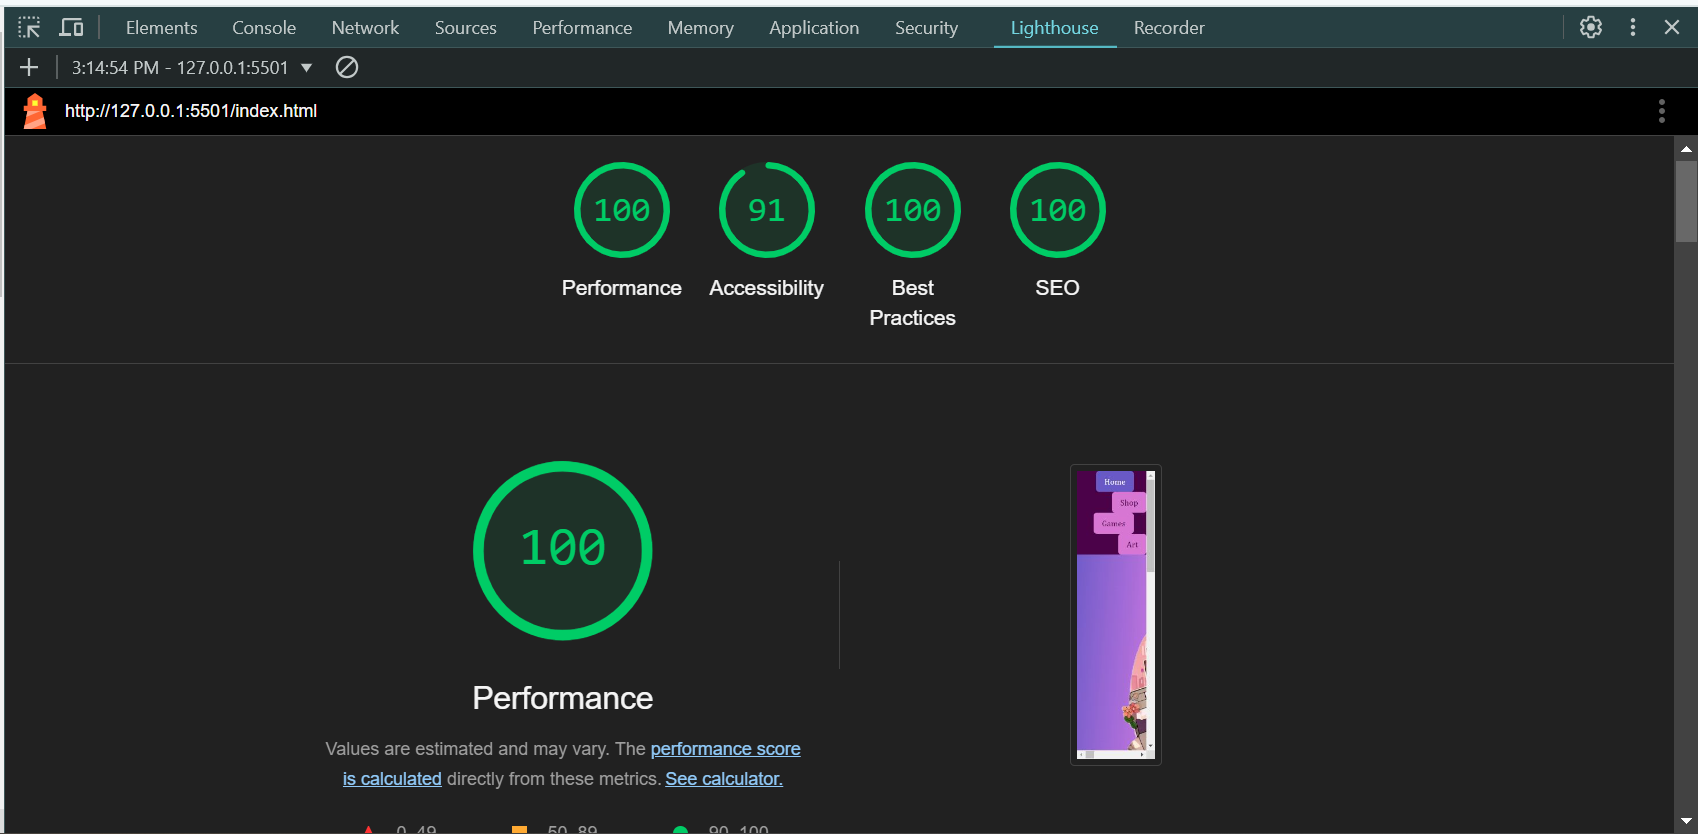 Elements Console Network Sources Performance Memory Application Security Lighthouse Recorder
3:14:54 PM - 127.0.0.1:5501
http://127.0.0.1:5501/index.html
100 91 100 100
Performance Accessibility Best Practices SEO
100
Performance
Values are estimated and may vary. The performance score
is calculated directly from these metrics. See calculator.
0–49 50–89 90–100
Home
Shop
Games
Art